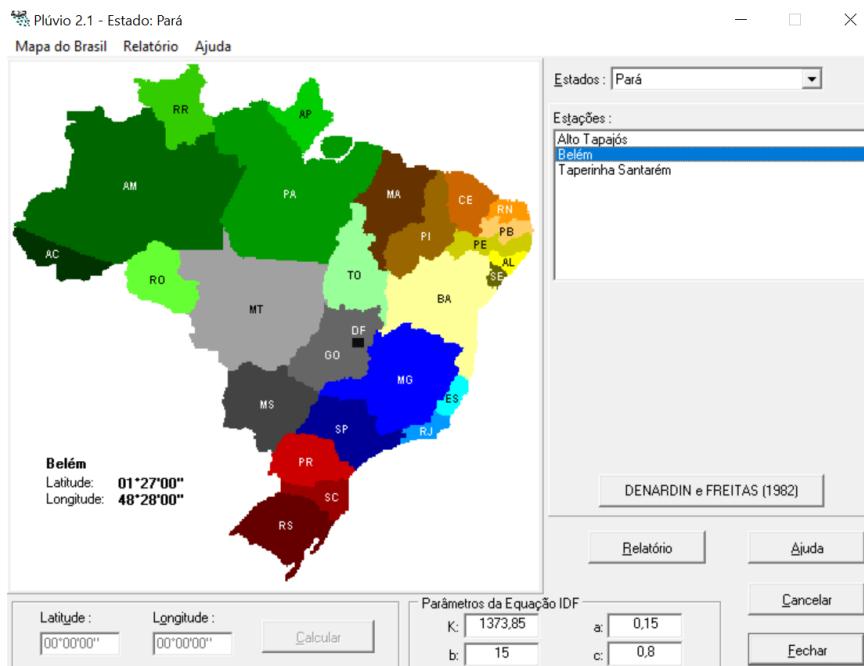 Plúvio 2.1 - Estado: Pará
Mapa do Brasil Relatório Ajuda
Estados : Pará
Estações :
Alto Tapajós
Belém
Taperinha Santarém
RR
AP
AM
PA
MA
CE
RN
PB
PI
PE
AL
SE
AC
RO
TO
BA
MT
DF
GO
MG
ES
MS
SP
RJ
PR
SC
RS
Belém
Latitude: 01°27'00"
Longitude: 48°28'00"
DENARDIN e FREITAS (1982)
Relatório
Ajuda
Cancelar
Fechar
Latitude : Longitude :
00°00'00" 00°00'00" Calcular
Parâmetros da Equação IDF
K: 1373,85 a: 0,15
b: 15 c: 0,8